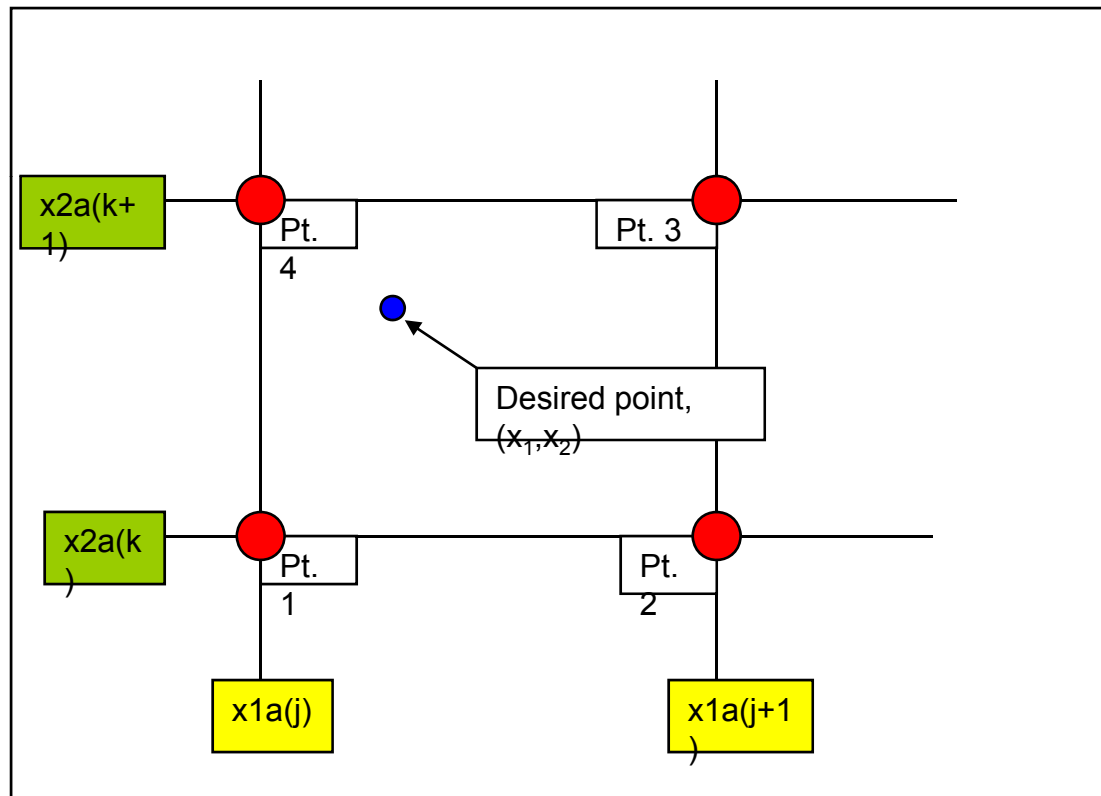 x2a(k+
1)
Pt.
4
Pt. 3
Desired point,
(x₁,x₂)
x2a(k
)
Pt.
1
Pt.
2
x1a(j)
x1a(j+1
)